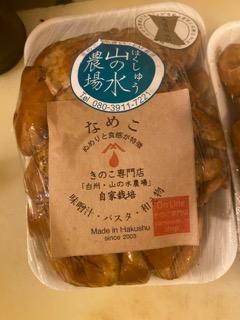 はくしゅう
山の水
農場
Tel.080-3911-7221
なめこ
ぬめりと食感が特徴
きのこ専門店
「白州・山の水農場」
自家栽培
味噌汁・パスタ・和え物
Made in Hakushu
since 2003
On Line
shop